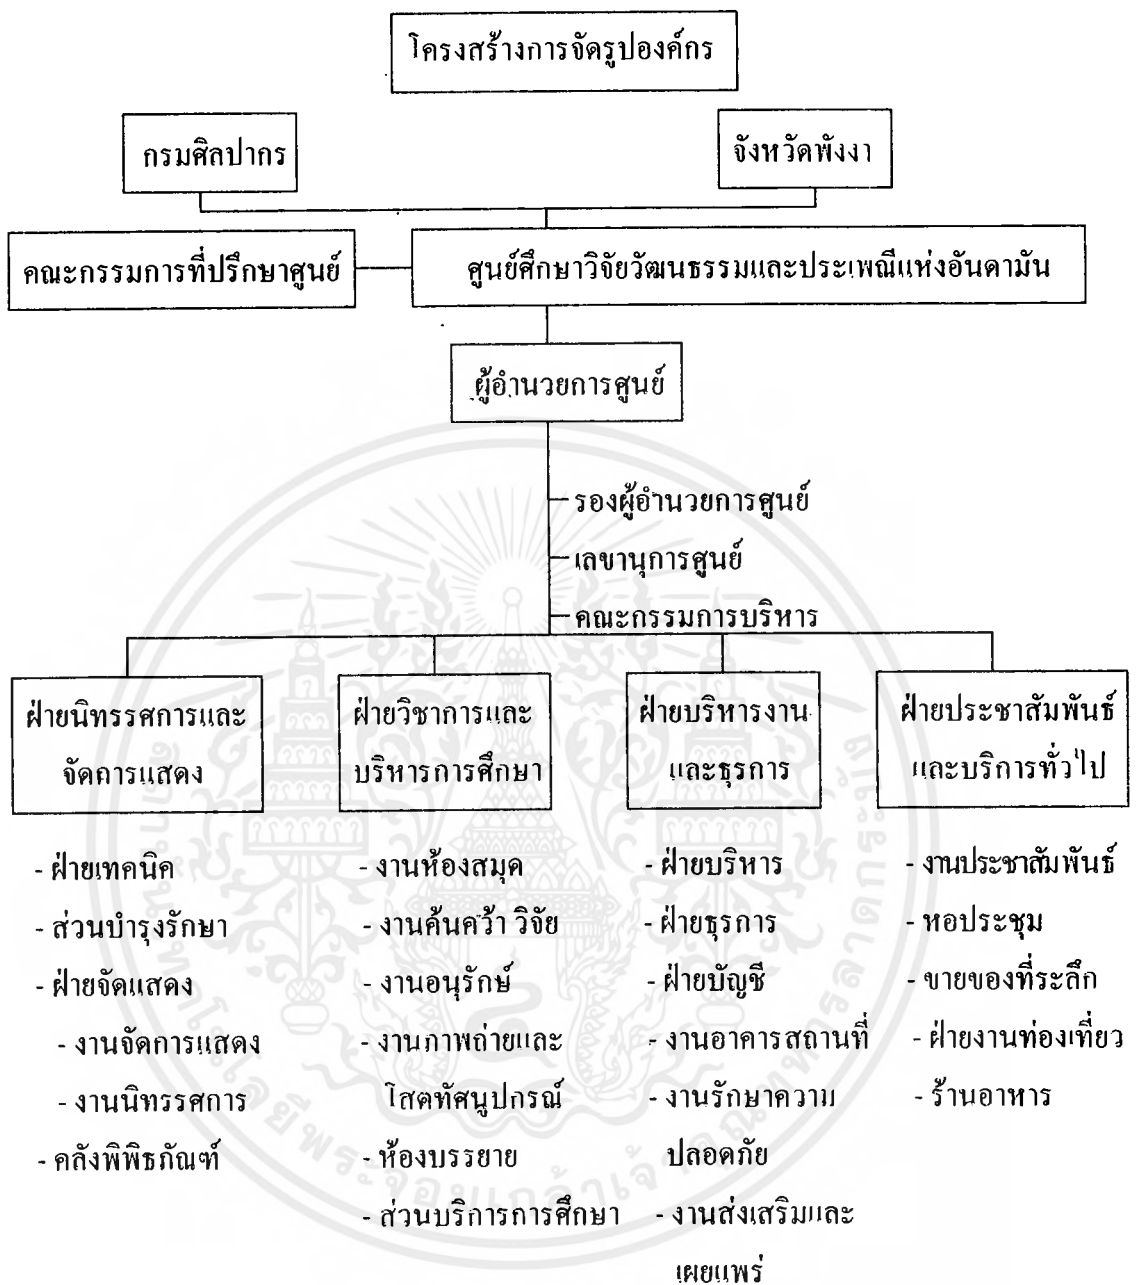 โครงสร้างการจัดรูปองค์กร
กรมศิลปากร
จังหวัดพังงา
คณะกรรมการที่ปรึกษาศูนย์
ศูนย์ศึกษาวิจัยวัฒนธรรมและประเพณีแห่งอันดามัน
ผู้อำนวยการศูนย์
รองผู้อำนวยการศูนย์
เลขานุการศูนย์
คณะกรรมการบริหาร
ฝ่ายนิทรรศการและ
จัดการแสดง
- ฝ่ายเทคนิค
- ส่วนบำรุงรักษา
- ฝ่ายจัดแสดง
- งานจัดการแสดง
- งานนิทรรศการ
- คลังพิพิธภัณฑ์
ฝ่ายวิชาการและ
บริหารการศึกษา
- งานห้องสมุด
- งานค้นคว้า วิจัย
- งานอนุรักษ์
- งานภาพถ่ายและ
โสตทัศนูปกรณ์
- ห้องบรรยาย
- ส่วนบริการการศึกษา
ฝ่ายบริหารงาน
และธุรการ
- ฝ่ายบริหาร
- ฝ่ายธุรการ
- ฝ่ายบัญชี
- งานอาคารสถานที่
- งานรักษาความ
ปลอดภัย
- งานส่งเสริมและ
เผยแพร่
ฝ่ายประชาสัมพันธ์
และบริการทั่วไป
- งานประชาสัมพันธ์
- หอประชุม
- ขายของที่ระลึก
- ฝ่ายงานท่องเที่ยว
- ร้านอาหาร